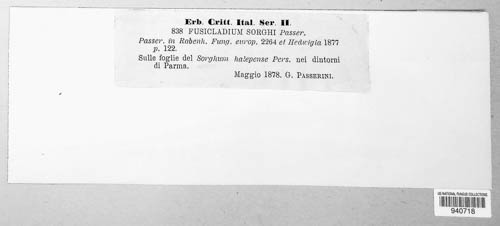 Erb. Critt. Ital. Ser. II.
838 FUSICLADIUM SORGHI Passer.
Passer. in Rabenh. Fung. europ. 2264 et Hedwigia 1877
p. 122.
Sulle foglie del Sorghum halepense Pers. nei dintorni
di Parma.
Maggio 1878. G. PASSERINI.
US NATIONAL FUNGUS COLLECTIONS
940718